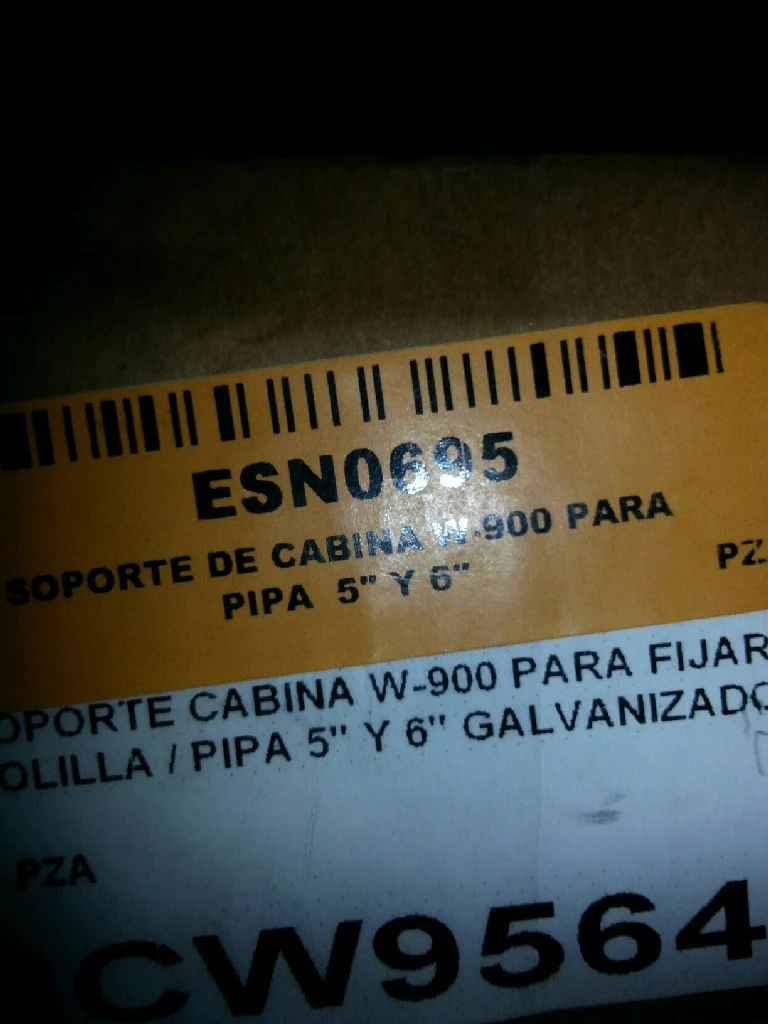 ESN0695
SOPORTE DE CABINA W-900 PARA
PIPA 5" Y 6"
PZ
OPORTE CABINA W-900 PARA FIJAR
OLILLA / PIPA 5" Y 6" GALVANIZADO
PZA
CW9564